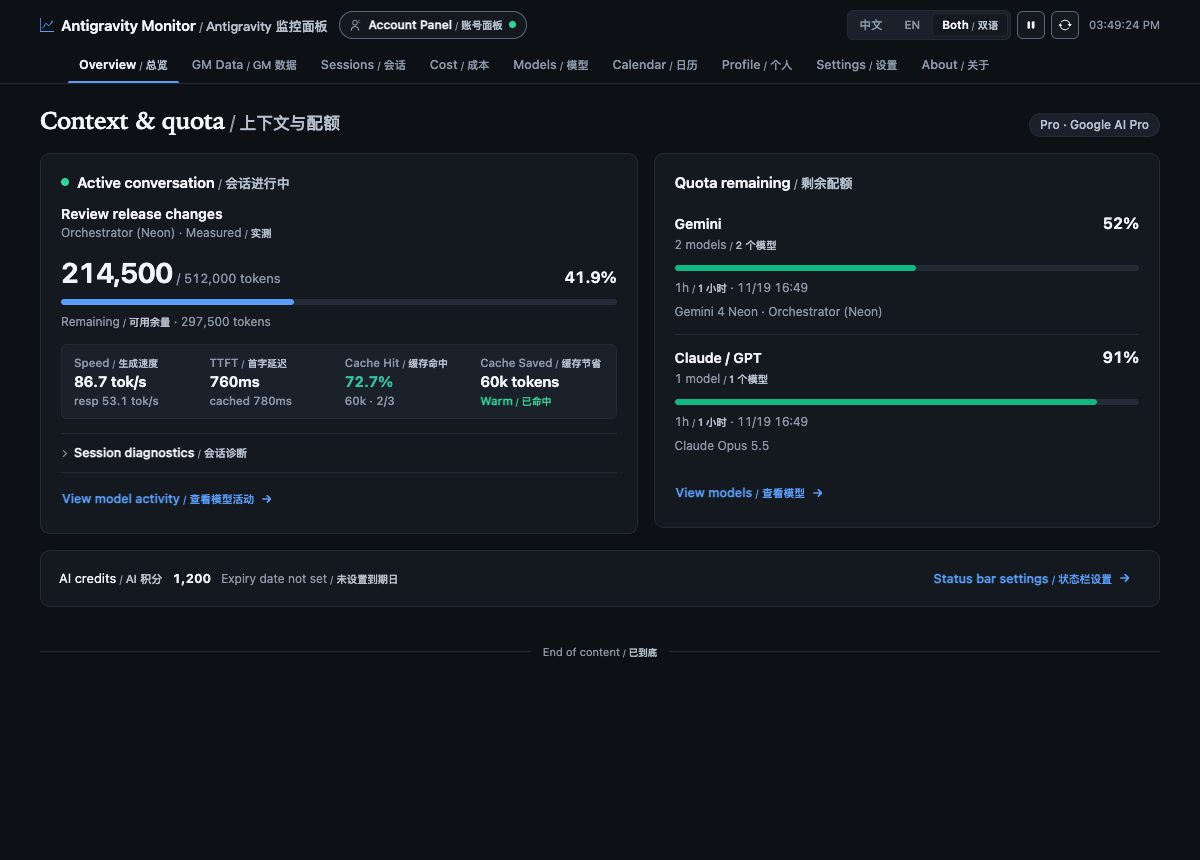 Antigravity Monitor / Antigravity 监控面板
Account Panel / 账号面板
中文 EN Both / 双语
03:49:24 PM
Overview / 总览 GM Data / GM 数据 Sessions / 会话 Cost / 成本 Models / 模型 Calendar / 日历 Profile / 个人 Settings / 设置 About / 关于
Context & quota / 上下文与配额
Pro · Google AI Pro
Active conversation / 会话进行中
Review release changes
Orchestrator (Neon) · Measured / 实测
214,500 / 512,000 tokens
41.9%
Remaining / 可用余量 · 297,500 tokens
Speed / 生成速度
86.7 tok/s
resp 53.1 tok/s
TTFT / 首字延迟
760ms
cached 780ms
Cache Hit / 缓存命中
72.7%
60k · 2/3
Cache Saved / 缓存节省
60k tokens
Warm / 已命中
Session diagnostics / 会话诊断
View model activity / 查看模型活动 →
Quota remaining / 剩余配额
Gemini
52%
2 models / 2 个模型
1h / 1 小时 · 11/19 16:49
Gemini 4 Neon · Orchestrator (Neon)
Claude / GPT
91%
1 model / 1 个模型
1h / 1 小时 · 11/19 16:49
Claude Opus 5.5
View models / 查看模型 →
AI credits / AI 积分 1,200 Expiry date not set / 未设置到期日
Status bar settings / 状态栏设置 →
End of content / 已到底